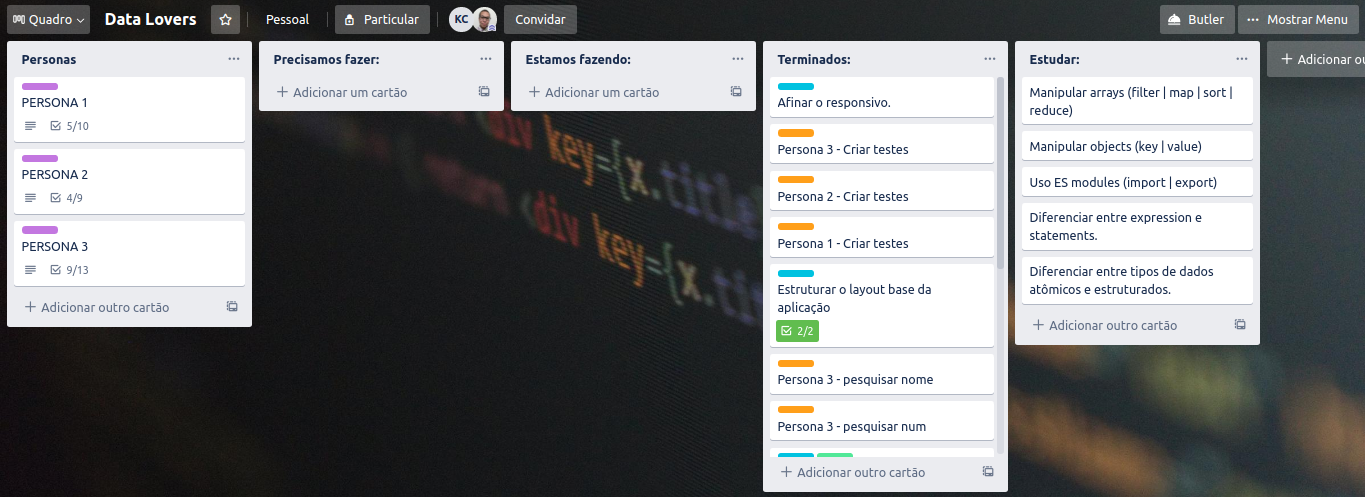 Quadro
Data Lovers
Pessoal
Particular
KC
Convidar
Butler
Mostrar Menu
Personas
PERSONA 1
5/10
PERSONA 2
4/9
PERSONA 3
9/13
Adicionar outro cartão
Precisamos fazer:
Adicionar um cartão
Estamos fazendo:
Adicionar um cartão
Terminados:
Afinar o responsivo.
Persona 3 - Criar testes
Persona 2 - Criar testes
Persona 1 - Criar testes
Estruturar o layout base da
aplicação
2/2
Persona 3 - pesquisar nome
Persona 3 - pesquisar num
Adicionar outro cartão
Estudar:
Manipular arrays (filter | map | sort |
reduce)
Manipular objects (key | value)
Uso ES modules (import | export)
Diferenciar entre expression e
statements.
Diferenciar entre tipos de dados
atômicos e estruturados.
Adicionar outro cartão
Adicionar ou
<div key={x.title
return <div key={x.tit